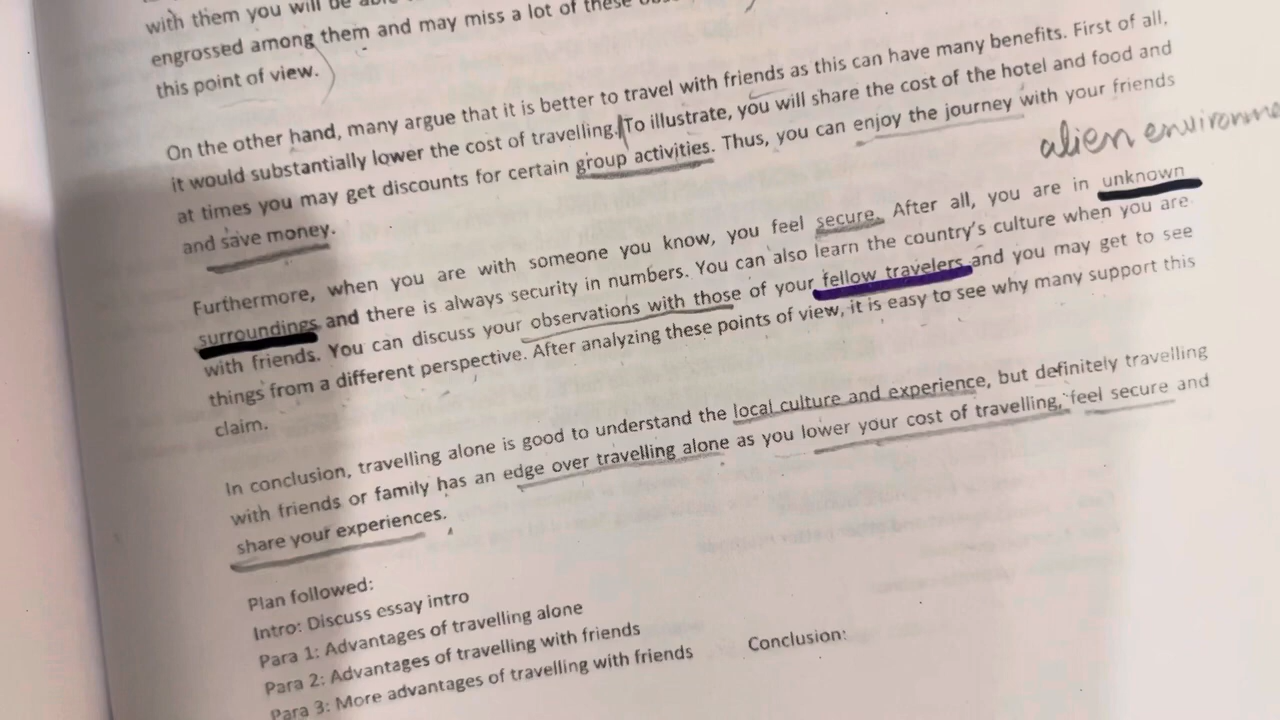 with them you will be
engrossed among them and may miss a lot of these
this point of view.
On the other hand, many argue that it is better to travel with friends as this can have many benefits. First of all,
it would substantially lower the cost of travelling. To illustrate, you will share the cost of the hotel and food and
at times you may get discounts for certain group activities. Thus, you can enjoy the journey with your friends
and save money.
alien
Furthermore, when you are with someone you know, you feel secure. After all, you are in unknown
surroundings and there is always security in numbers. You can also learn the country's culture when you are
with friends. You can discuss your observations with those of your fellow travelers and you may get to see
things from a different perspective. After analyzing these points of view, it is easy to see why many support this
claim.
In conclusion, travelling alone is good to understand the local culture and experience, but definitely travelling
with friends or family has an edge over travelling alone as you lower your cost of travelling, feel secure and
share your experiences.
Plan followed:
Intro: Discuss essay intro
Para 1: Advantages of travelling alone
Para 2: Advantages of travelling with friends
Para 3: More advantages of travelling with friends
Conclusion: